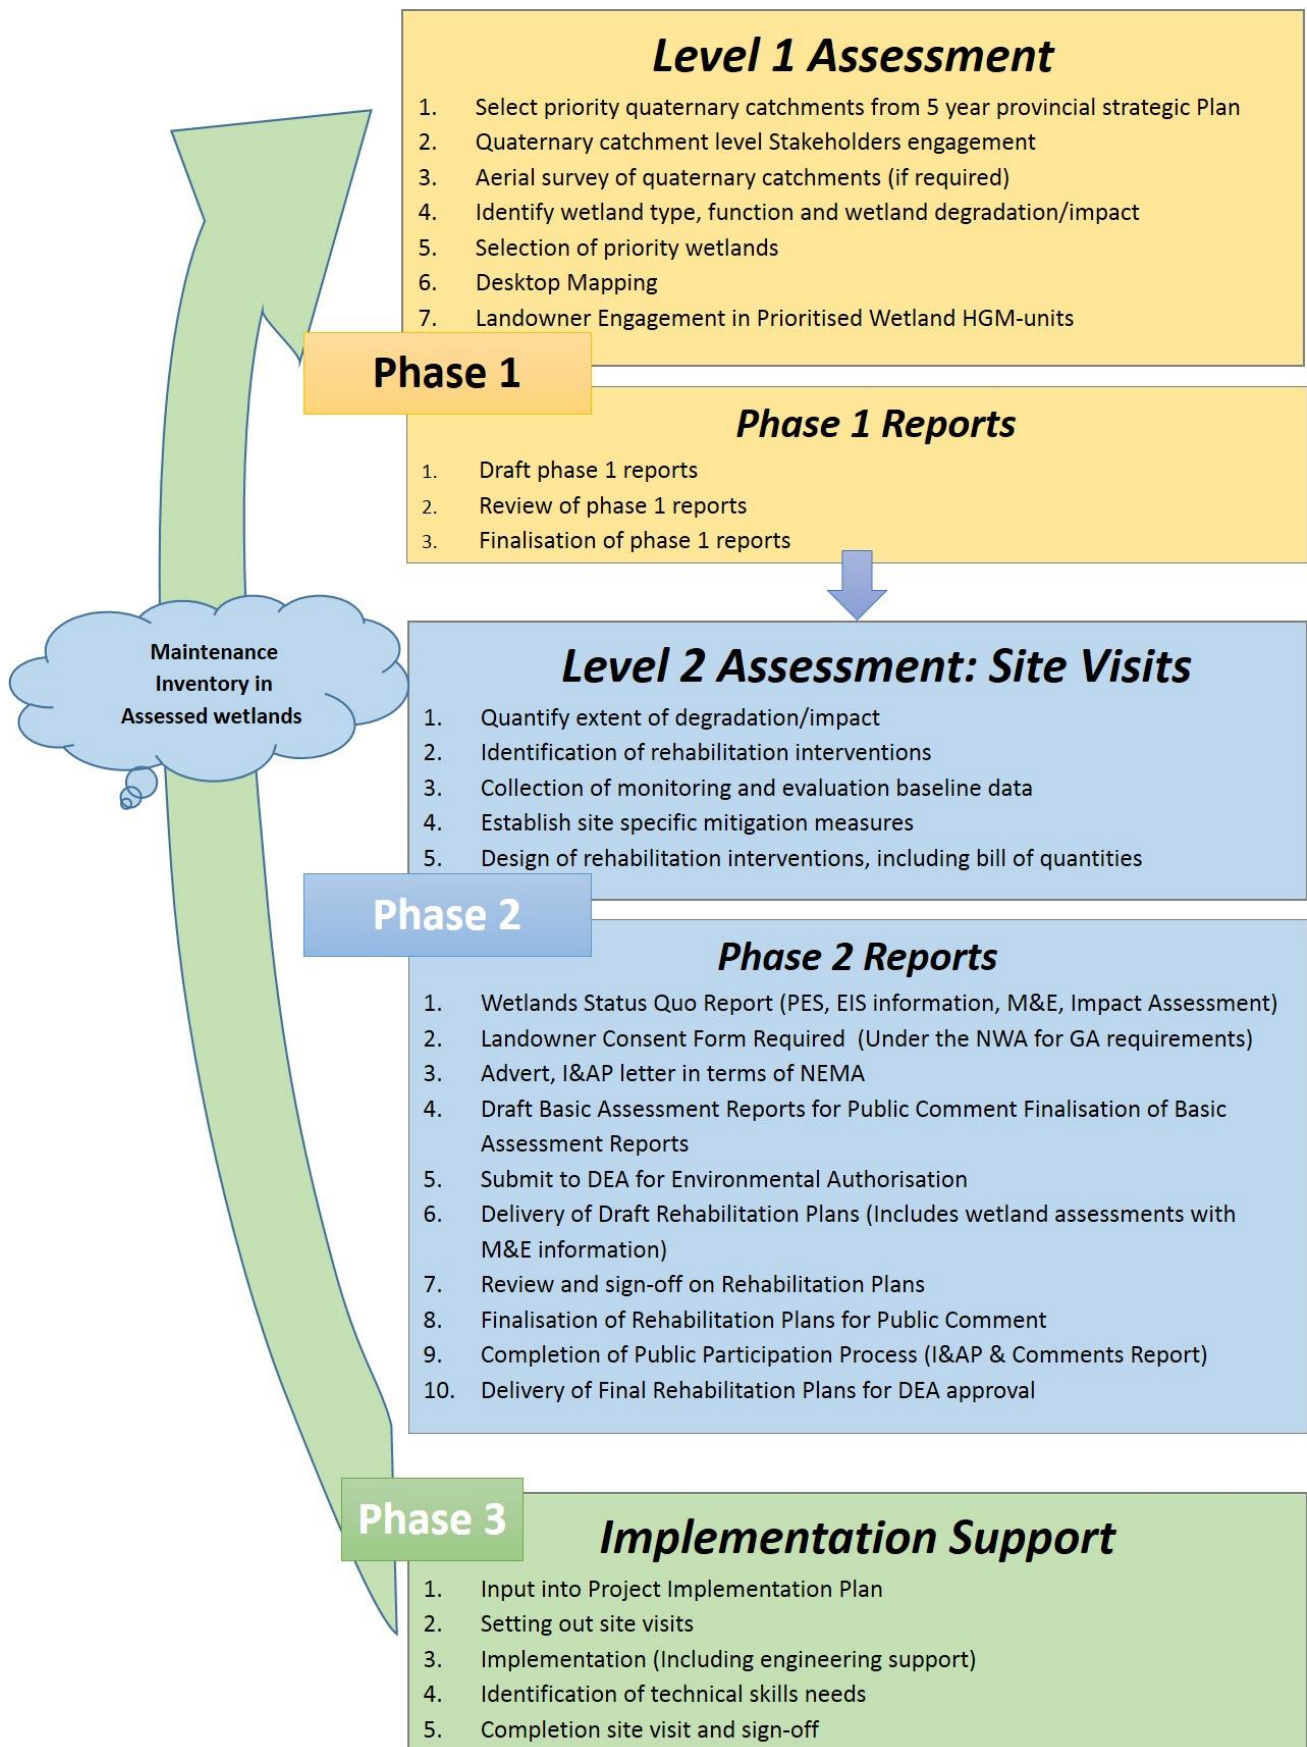 Level 1 Assessment
1. Select priority quaternary catchments from 5 year provincial strategic Plan
2. Quaternary catchment level Stakeholders engagement
3. Aerial survey of quaternary catchments (if required)
4. Identify wetland type, function and wetland degradation/impact
5. Selection of priority wetlands
6. Desktop Mapping
7. Landowner Engagement in Prioritised Wetland HGM-units
Phase 1
Phase 1 Reports
1. Draft phase 1 reports
2. Review of phase 1 reports
3. Finalisation of phase 1 reports
Maintenance
Inventory in
Assessed wetlands
Level 2 Assessment: Site Visits
1. Quantify extent of degradation/impact
2. Identification of rehabilitation interventions
3. Collection of monitoring and evaluation baseline data
4. Establish site specific mitigation measures
5. Design of rehabilitation interventions, including bill of quantities
Phase 2
Phase 2 Reports
1. Wetlands Status Quo Report (PES, EIS information, M&E, Impact Assessment)
2. Landowner Consent Form Required (Under the NWA for GA requirements)
3. Advert, I&AP letter in terms of NEMA
4. Draft Basic Assessment Reports for Public Comment Finalisation of Basic
Assessment Reports
5. Submit to DEA for Environmental Authorisation
6. Delivery of Draft Rehabilitation Plans (Includes wetland assessments with
M&E information)
7. Review and sign-off on Rehabilitation Plans
8. Finalisation of Rehabilitation Plans for Public Comment
9. Completion of Public Participation Process (I&AP & Comments Report)
10. Delivery of Final Rehabilitation Plans for DEA approval
Phase 3
Implementation Support
1. Input into Project Implementation Plan
2. Setting out site visits
3. Implementation (Including engineering support)
4. Identification of technical skills needs
5. Completion site visit and sign-off